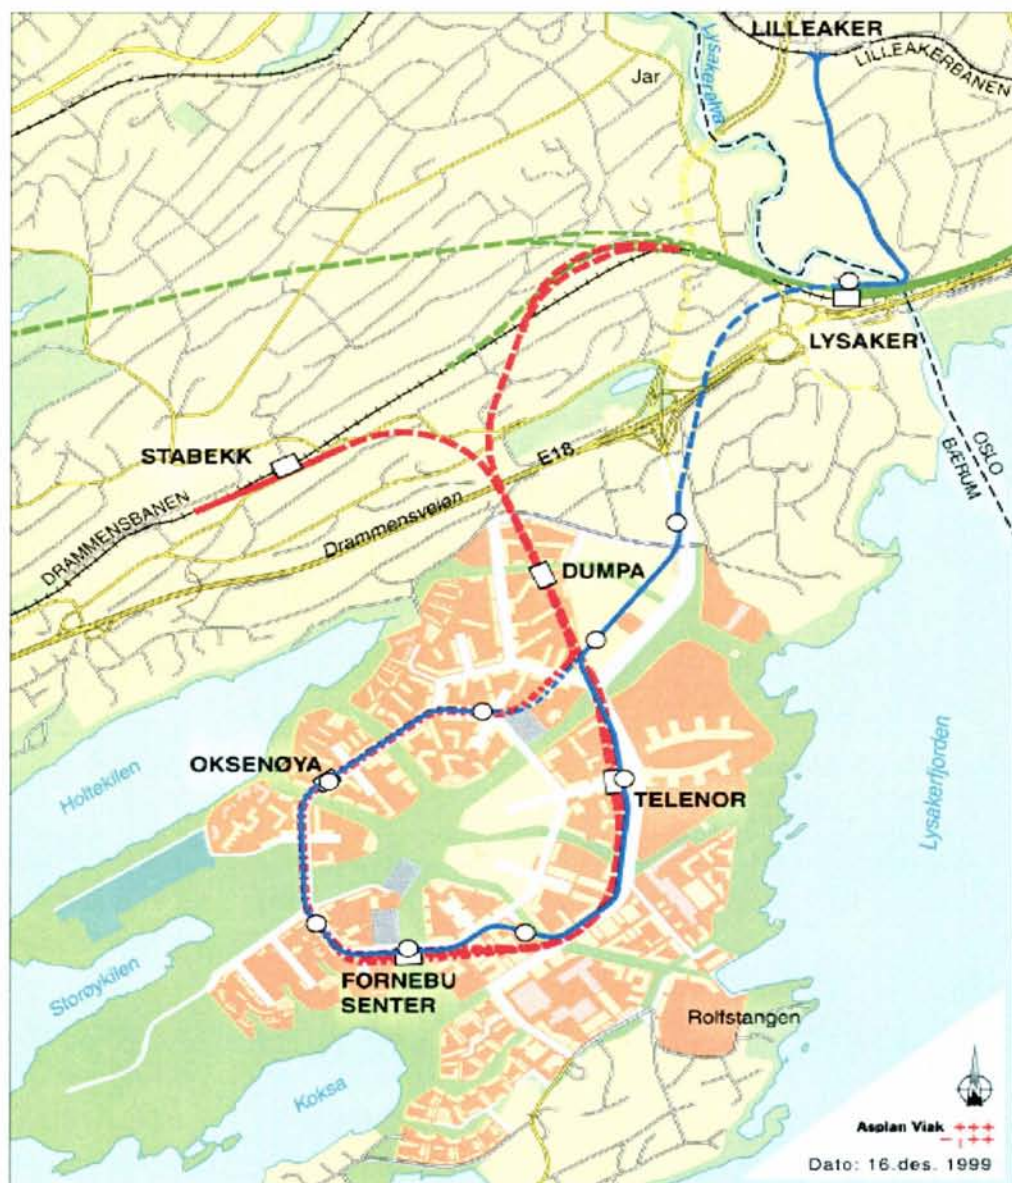 LILLEAKER
LILLEAKERBANEN
Lysakerelva
Jar
LYSAKER
STABEKK
E18
OSLO
BÆRUM
DRAMMENSBANEN
Drammensveien
DUMPA
OKSENØYA
Holtekilen
TELENOR
Lysakerfjorden
Storøykilen
FORNEBU
SENTER
Rolfstangen
Koksa
N
Asplan Viak
Dato: 16.des. 1999